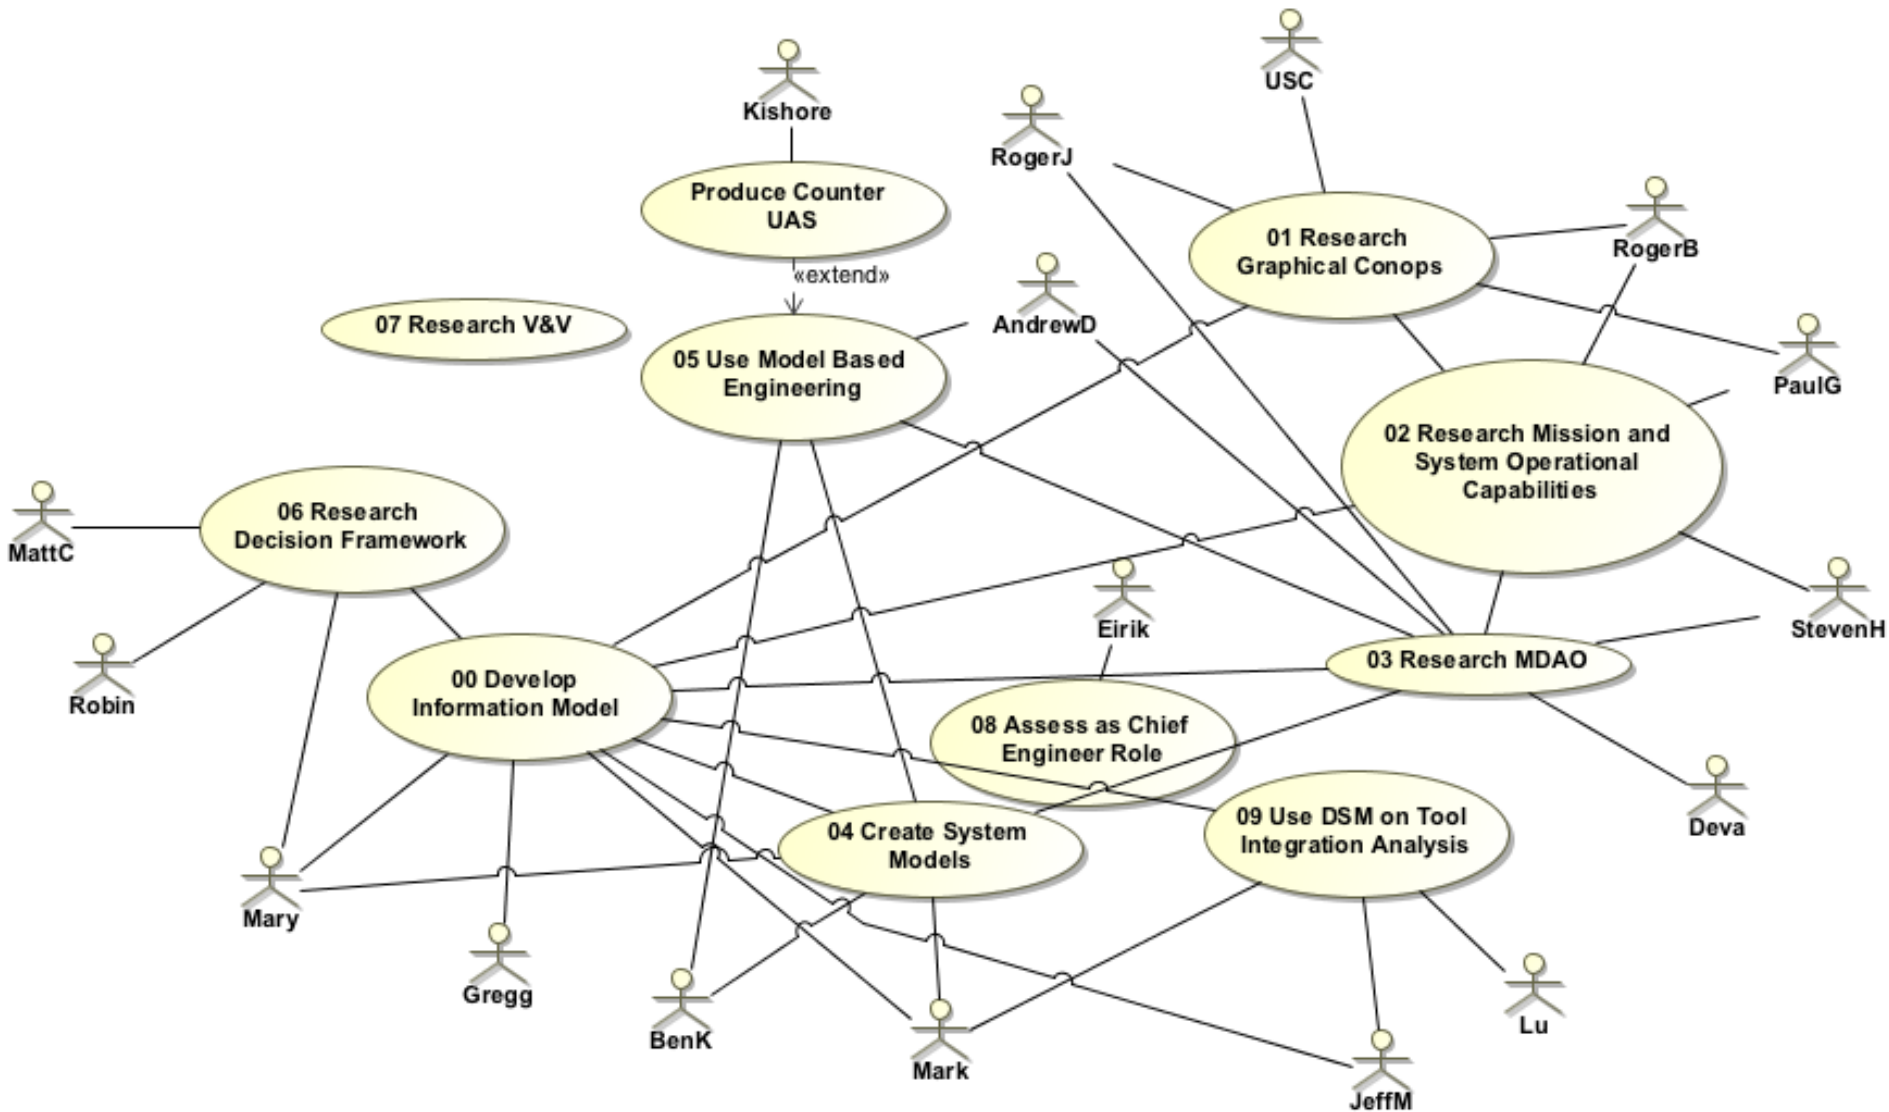 USC
Kishore
RogerJ
Produce Counter
UAS
01 Research
Graphical Conops
RogerB
«extend»
07 Research V&V
AndrewD
05 Use Model Based
Engineering
PaulG
02 Research Mission and
System Operational
Capabilities
06 Research
Decision Framework
MattC
Eirik
StevenH
03 Research MDAO
Robin
00 Develop
Information Model
08 Assess as Chief
Engineer Role
Deva
09 Use DSM on Tool
Integration Analysis
04 Create System
Models
Mary
Gregg
BenK
Lu
Mark
JeffM